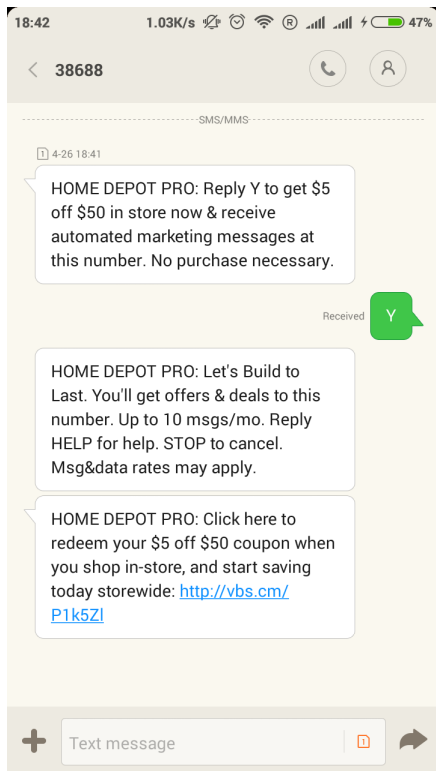 18:42 1.03K/s R 47%
38688
SMS/MMS
1 4-26 18:41
HOME DEPOT PRO: Reply Y to get $5
off $50 in store now & receive
automated marketing messages at
this number. No purchase necessary.
Received Y
HOME DEPOT PRO: Let's Build to
Last. You'll get offers & deals to this
number. Up to 10 msgs/mo. Reply
HELP for help. STOP to cancel.
Msg&data rates may apply.
HOME DEPOT PRO: Click here to
redeem your $5 off $50 coupon when
you shop in-store, and start saving
today storewide: http://vbs.cm/
P1k5Zl
Text message 1